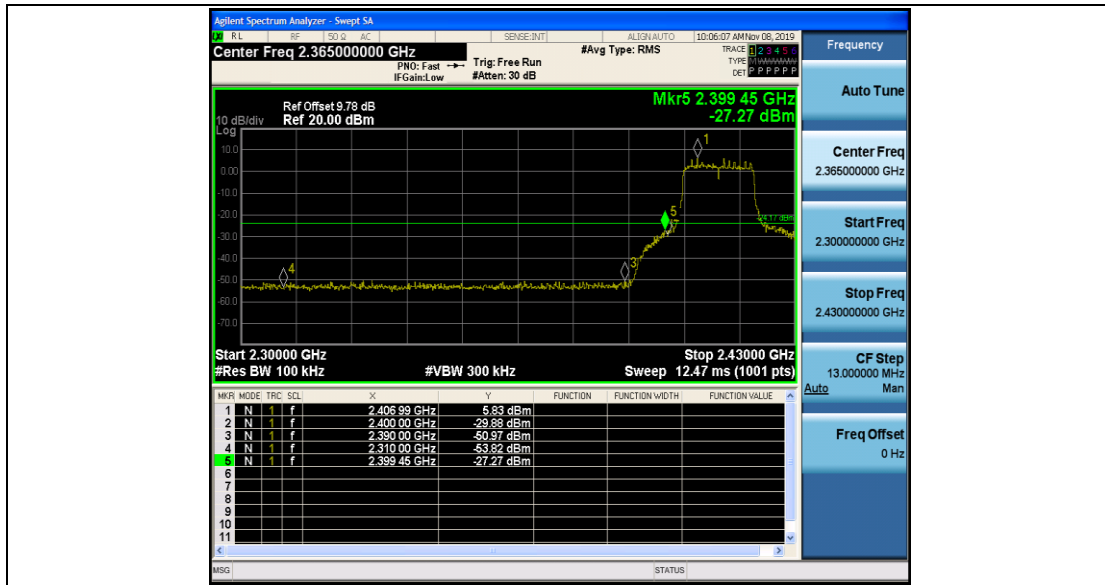 Agilent Spectrum Analyzer - Swept SA
RL RF 50 Ω AC SENSE:INT ALIGNAUTO 10:06:07 AM Nov 08, 2019
Center Freq 2.365000000 GHz
PNO: Fast
IFGain:Low
Trig: Free Run
#Atten: 30 dB
#Avg Type: RMS
TRACE 1 2 3 4 5 6
TYPE M WWWWW
DET P P P P P P
Ref Offset 9.78 dB
10 dB/div Ref 20.00 dBm
Log
Mkr5 2.399 45 GHz
-27.27 dBm
10.0
0.00
-10.0
-20.0
-30.0
-40.0
-50.0
-60.0
-70.0
1
5
3
4
-24.17 dBm
Start 2.30000 GHz Stop 2.43000 GHz
#Res BW 100 kHz #VBW 300 kHz Sweep 12.47 ms (1001 pts)
MKR MODE TRC SCL X Y FUNCTION FUNCTION WIDTH FUNCTION VALUE
1 N 1 f 2.406 99 GHz 5.83 dBm
2 N 1 f 2.400 00 GHz -29.88 dBm
3 N 1 f 2.390 00 GHz -50.97 dBm
4 N 1 f 2.310 00 GHz -53.82 dBm
5 N 1 f 2.399 45 GHz -27.27 dBm
6
7
8
9
10
11
MSG STATUS
Frequency
Auto Tune
Center Freq
2.365000000 GHz
Start Freq
2.300000000 GHz
Stop Freq
2.430000000 GHz
CF Step
13.000000 MHz
Auto Man
Freq Offset
0 Hz